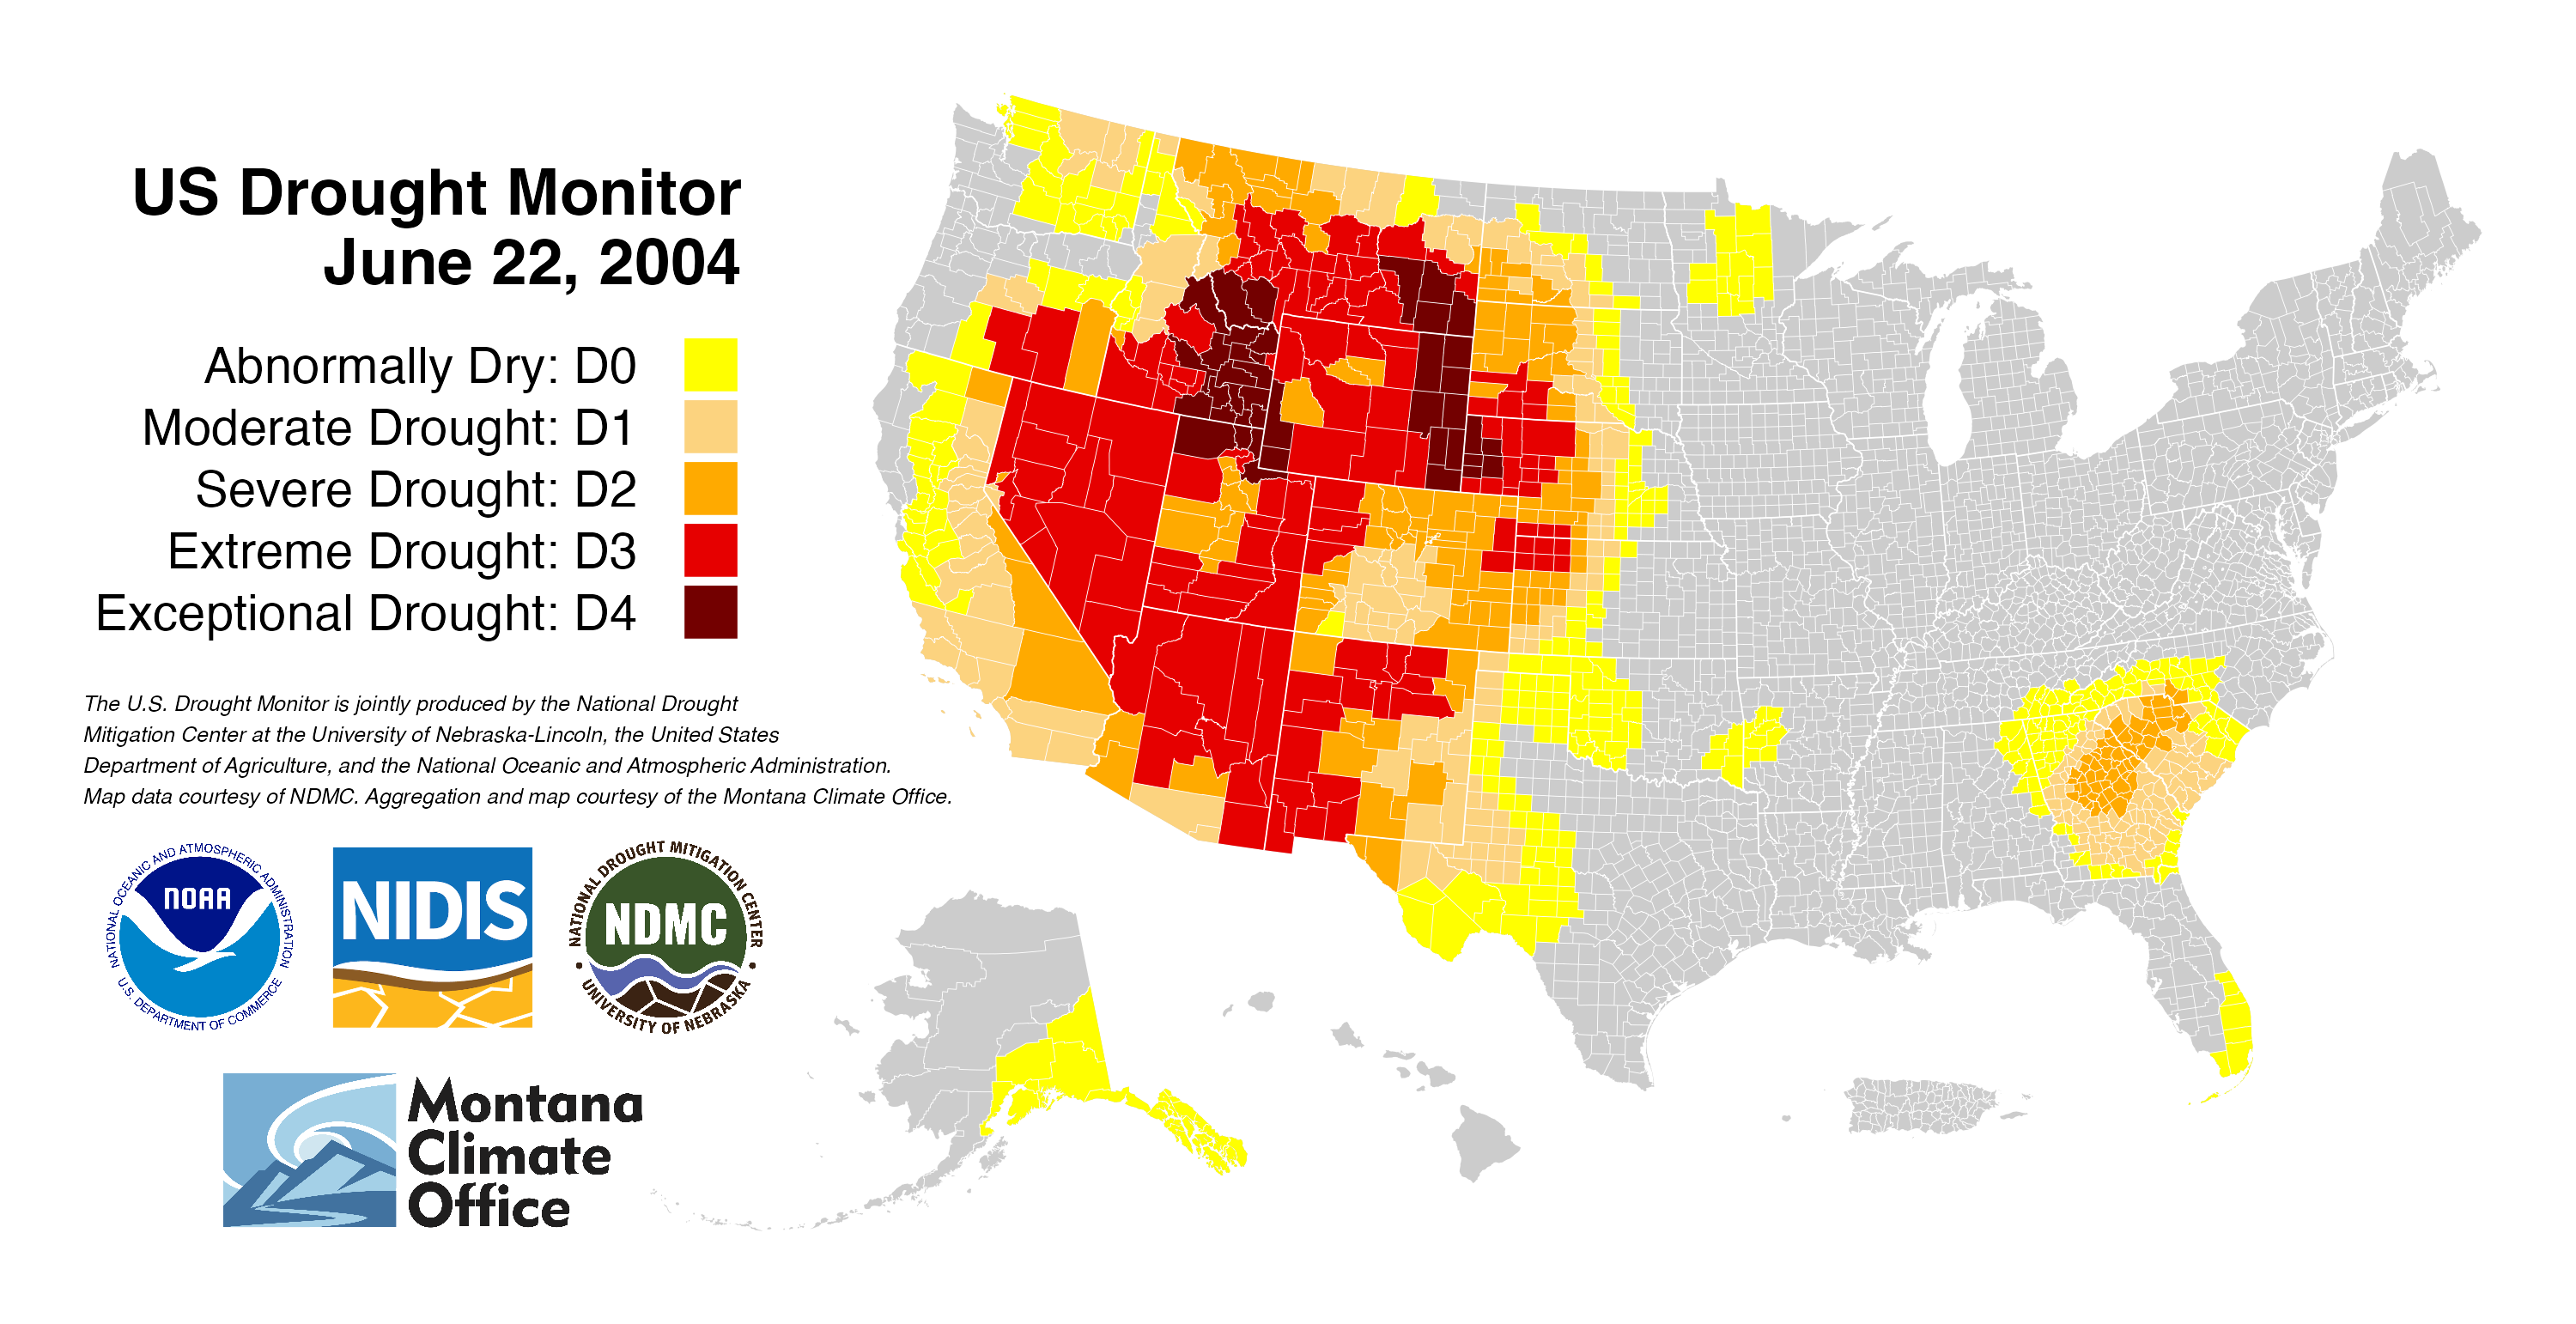 US Drought Monitor
June 22, 2004
Abnormally Dry: D0
Moderate Drought: D1
Severe Drought: D2
Extreme Drought: D3
Exceptional Drought: D4
The U.S. Drought Monitor is jointly produced by the National Drought
Mitigation Center at the University of Nebraska-Lincoln, the United States
Department of Agriculture, and the National Oceanic and Atmospheric Administration.
Map data courtesy of NDMC. Aggregation and map courtesy of the Montana Climate Office.
NATIONAL OCEANIC AND ATMOSPHERIC ADMINISTRATION
NOAA
U.S. DEPARTMENT OF COMMERCE
NIDIS
NATIONAL DROUGHT MITIGATION CENTER
NDMC
UNIVERSITY OF NEBRASKA
Montana
Climate
Office